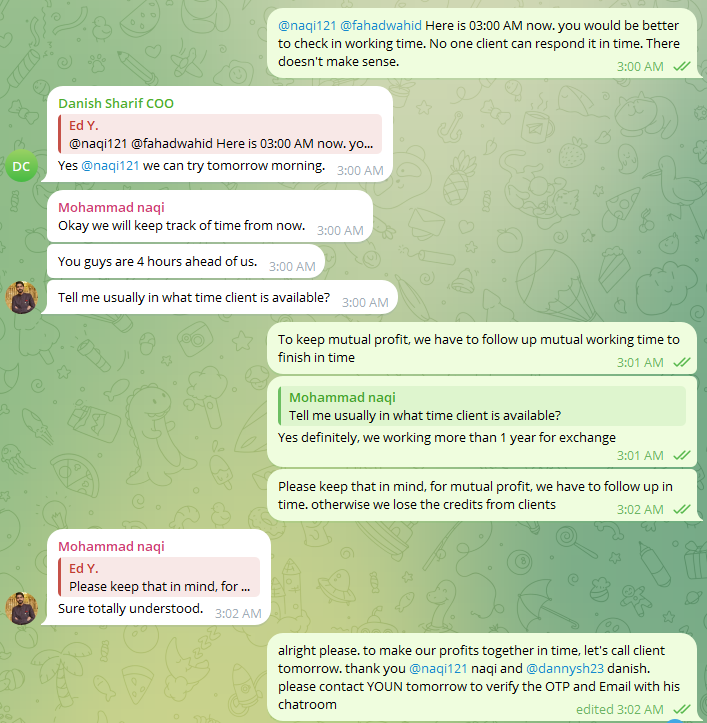 @naqi121 @fahadwahid Here is 03:00 AM now. you would be better
to check in working time. No one client can respond it in time. There
doesn't make sense.
3:00 AM
Danish Sharif COO
Ed Y.
@naqi121 @fahadwahid Here is 03:00 AM now. yo...
DC
Yes @naqi121 we can try tomorrow morning.
3:00 AM
Mohammad naqi
Okay we will keep track of time from now.
3:00 AM
You guys are 4 hours ahead of us.
3:00 AM
Tell me usually in what time client is available?
3:00 AM
To keep mutual profit, we have to follow up mutual working time to
finish in time
3:01 AM
Mohammad naqi
Tell me usually in what time client is available?
Yes definitely, we working more than 1 year for exchange
3:01 AM
Please keep that in mind, for mutual profit, we have to follow up in
time. otherwise we lose the credits from clients
3:02 AM
Mohammad naqi
Ed Y.
Please keep that in mind, for ...
Sure totally understood.
3:02 AM
alright please. to make our profits together in time, let's call client
tomorrow. thank you @naqi121 naqi and @dannysh23 danish.
please contact YOUN tomorrow to verify the OTP and Email with his
chatroom
edited 3:02 AM